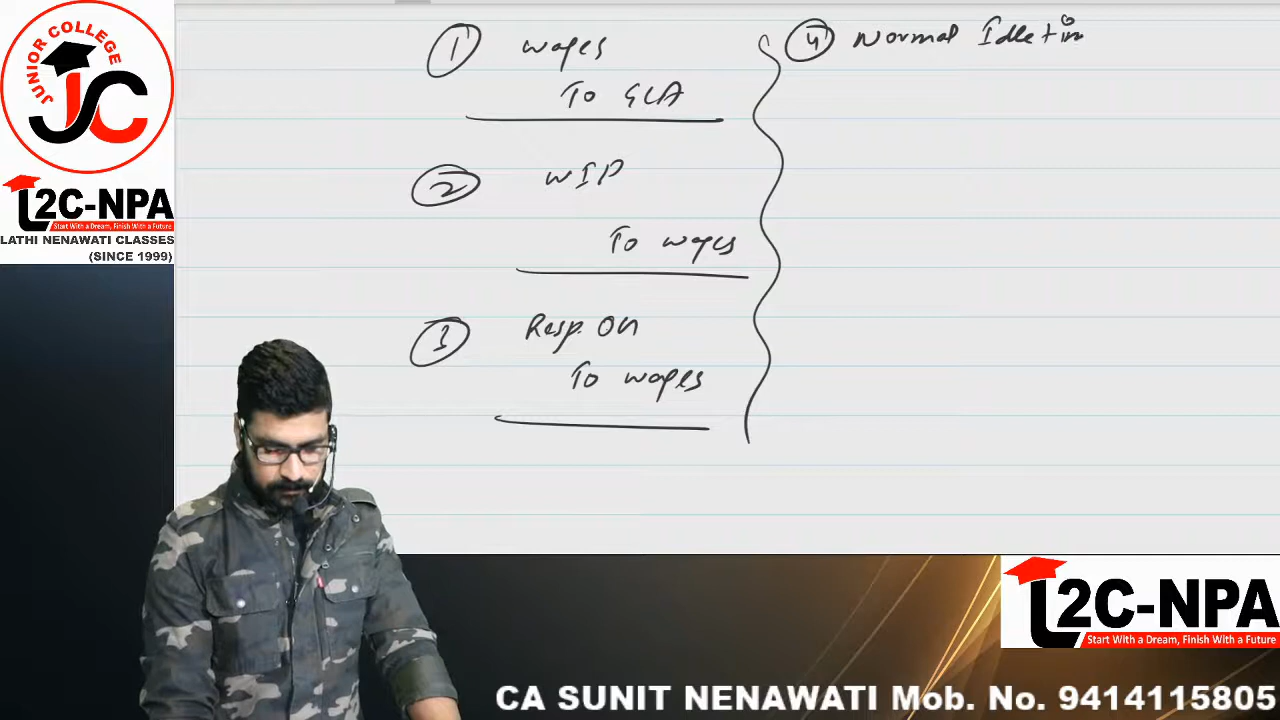 JUNIOR COLLEGE
JC
L2C-NPA
Start With a Dream, Finish With a Future
LATHI NENAWATI CLASSES
(SINCE 1999)
① Wages
To GLA
② WIP
To wages
③ Resp. OH
To wages
④ Normal Idle tim
L2C-NPA
Start With a Dream, Finish With a Future
CA SUNIT NENAWATI Mob. No. 9414115805